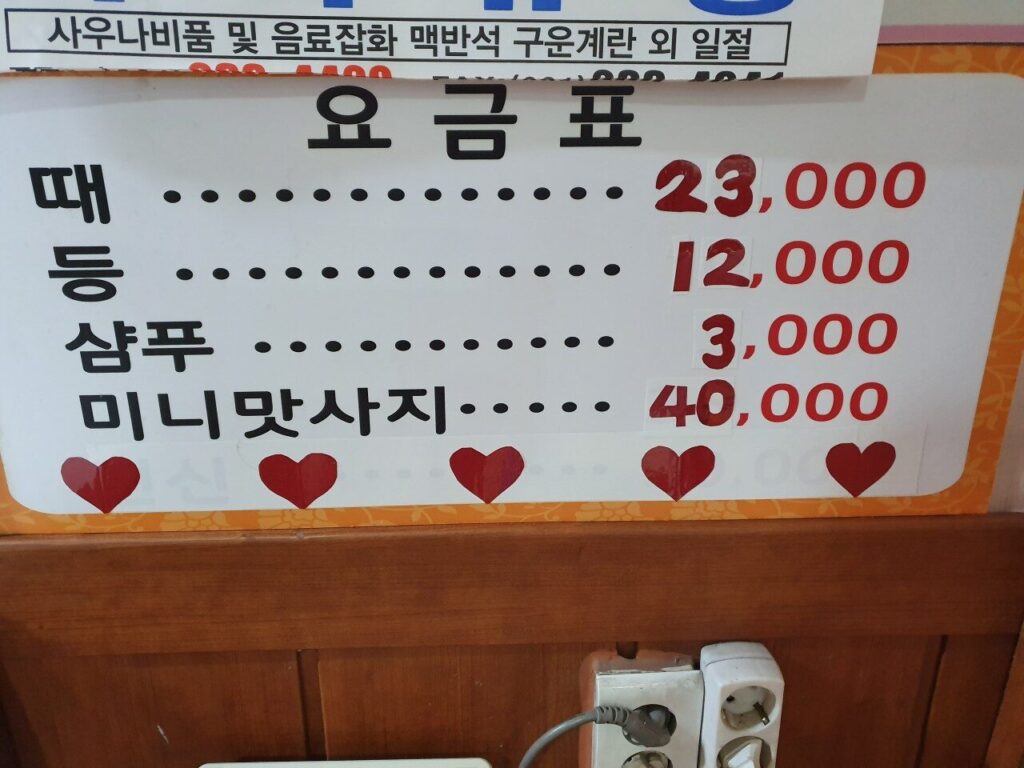 사우나비품 및 음료잡화 맥반석 구운계란 외 일절
요금표
때 ············· 23,000
등 ············· 12,000
샴푸 ··········· 3,000
미니맛사지 ····· 40,000